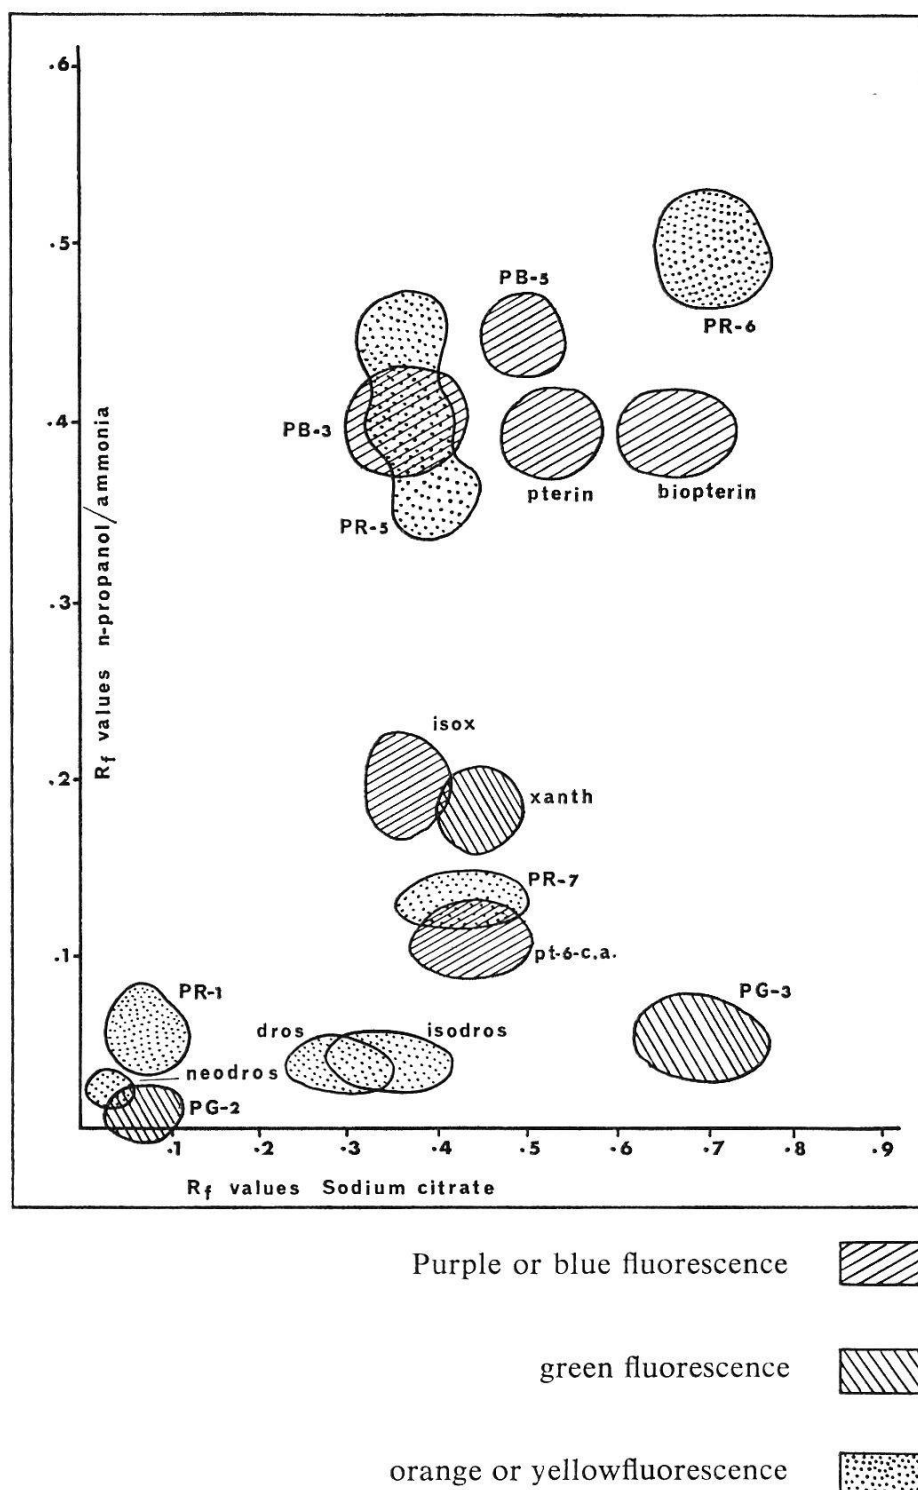 .6
.5
PB-5
PR-6
.4
PB-3
pterin
biopterin
PR-5
.3
isox
.2
xanth
PR-7
pt-6-c.a.
.1
PR-1
PG-3
dros
isodros
neodros
PG-2
.1 .2 .3 .4 .5 .6 .7 .8 .9
Rf values n-propanol/ammonia
Rf values Sodium citrate
Purple or blue fluorescence
green fluorescence
orange or yellowfluorescence